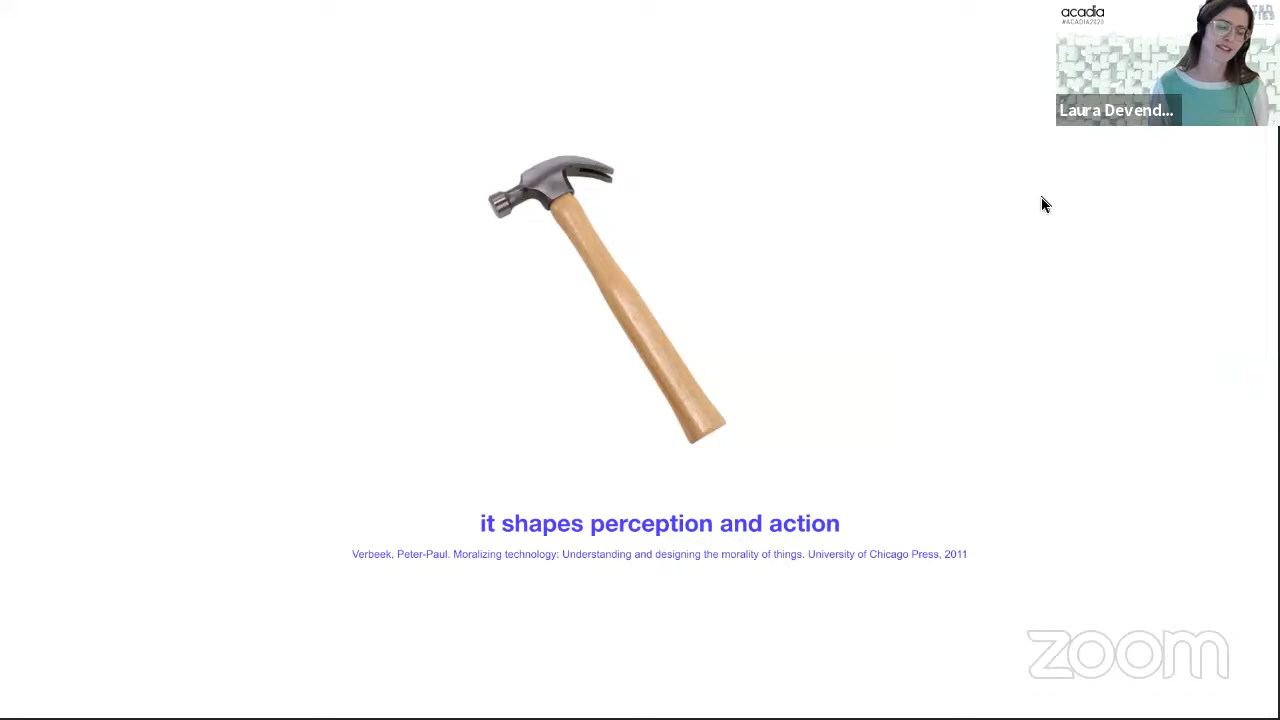 acadia
#ACADIA2020
Laura Devend...
it shapes perception and action
Verbeek, Peter-Paul. Moralizing technology: Understanding and designing the morality of things. University of Chicago Press, 2011
zoom